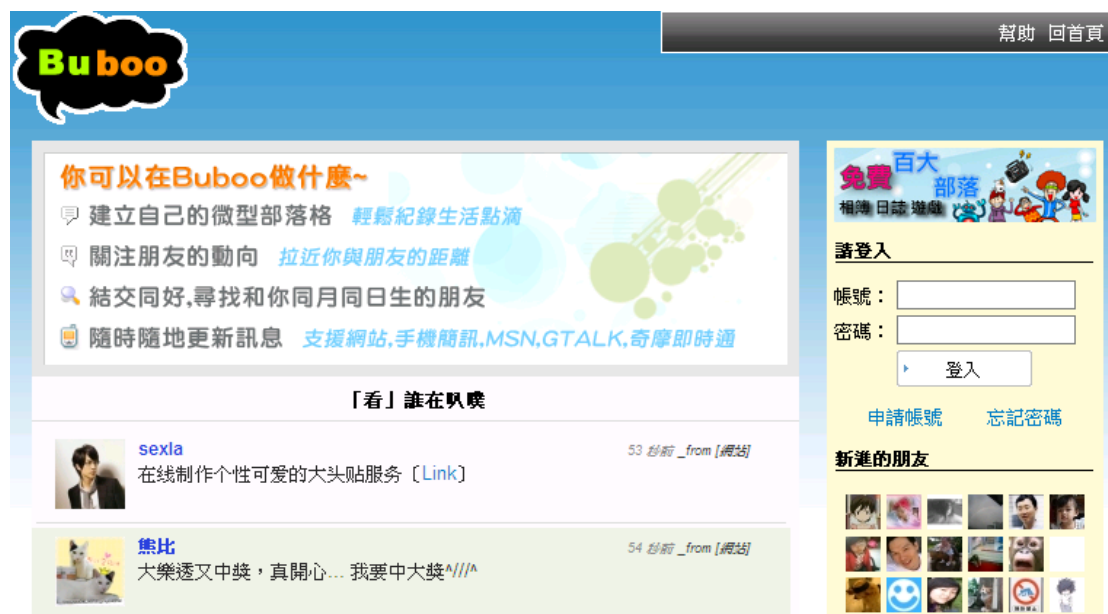 Buboo
幫助 回首頁
你可以在Buboo做什麼~
建立自己的微型部落格 輕鬆紀錄生活點滴
關注朋友的動向 拉近你與朋友的距離
結交同好,尋找和你同月同日生的朋友
隨時隨地更新訊息 支援網站,手機簡訊,MSN,GTALK,奇摩即時通
「看」誰在叭噗
sexla
53 秒前 _from [網站]
在线制作个性可爱的大头贴服务〔Link〕
熊比
54 秒前 _from [網站]
大樂透又中獎，真開心... 我要中大獎^///^
免費百大
部落
相簿 日誌 遊戲
請登入
帳號：
密碼：
登入
申請帳號 忘記密碼
新進的朋友